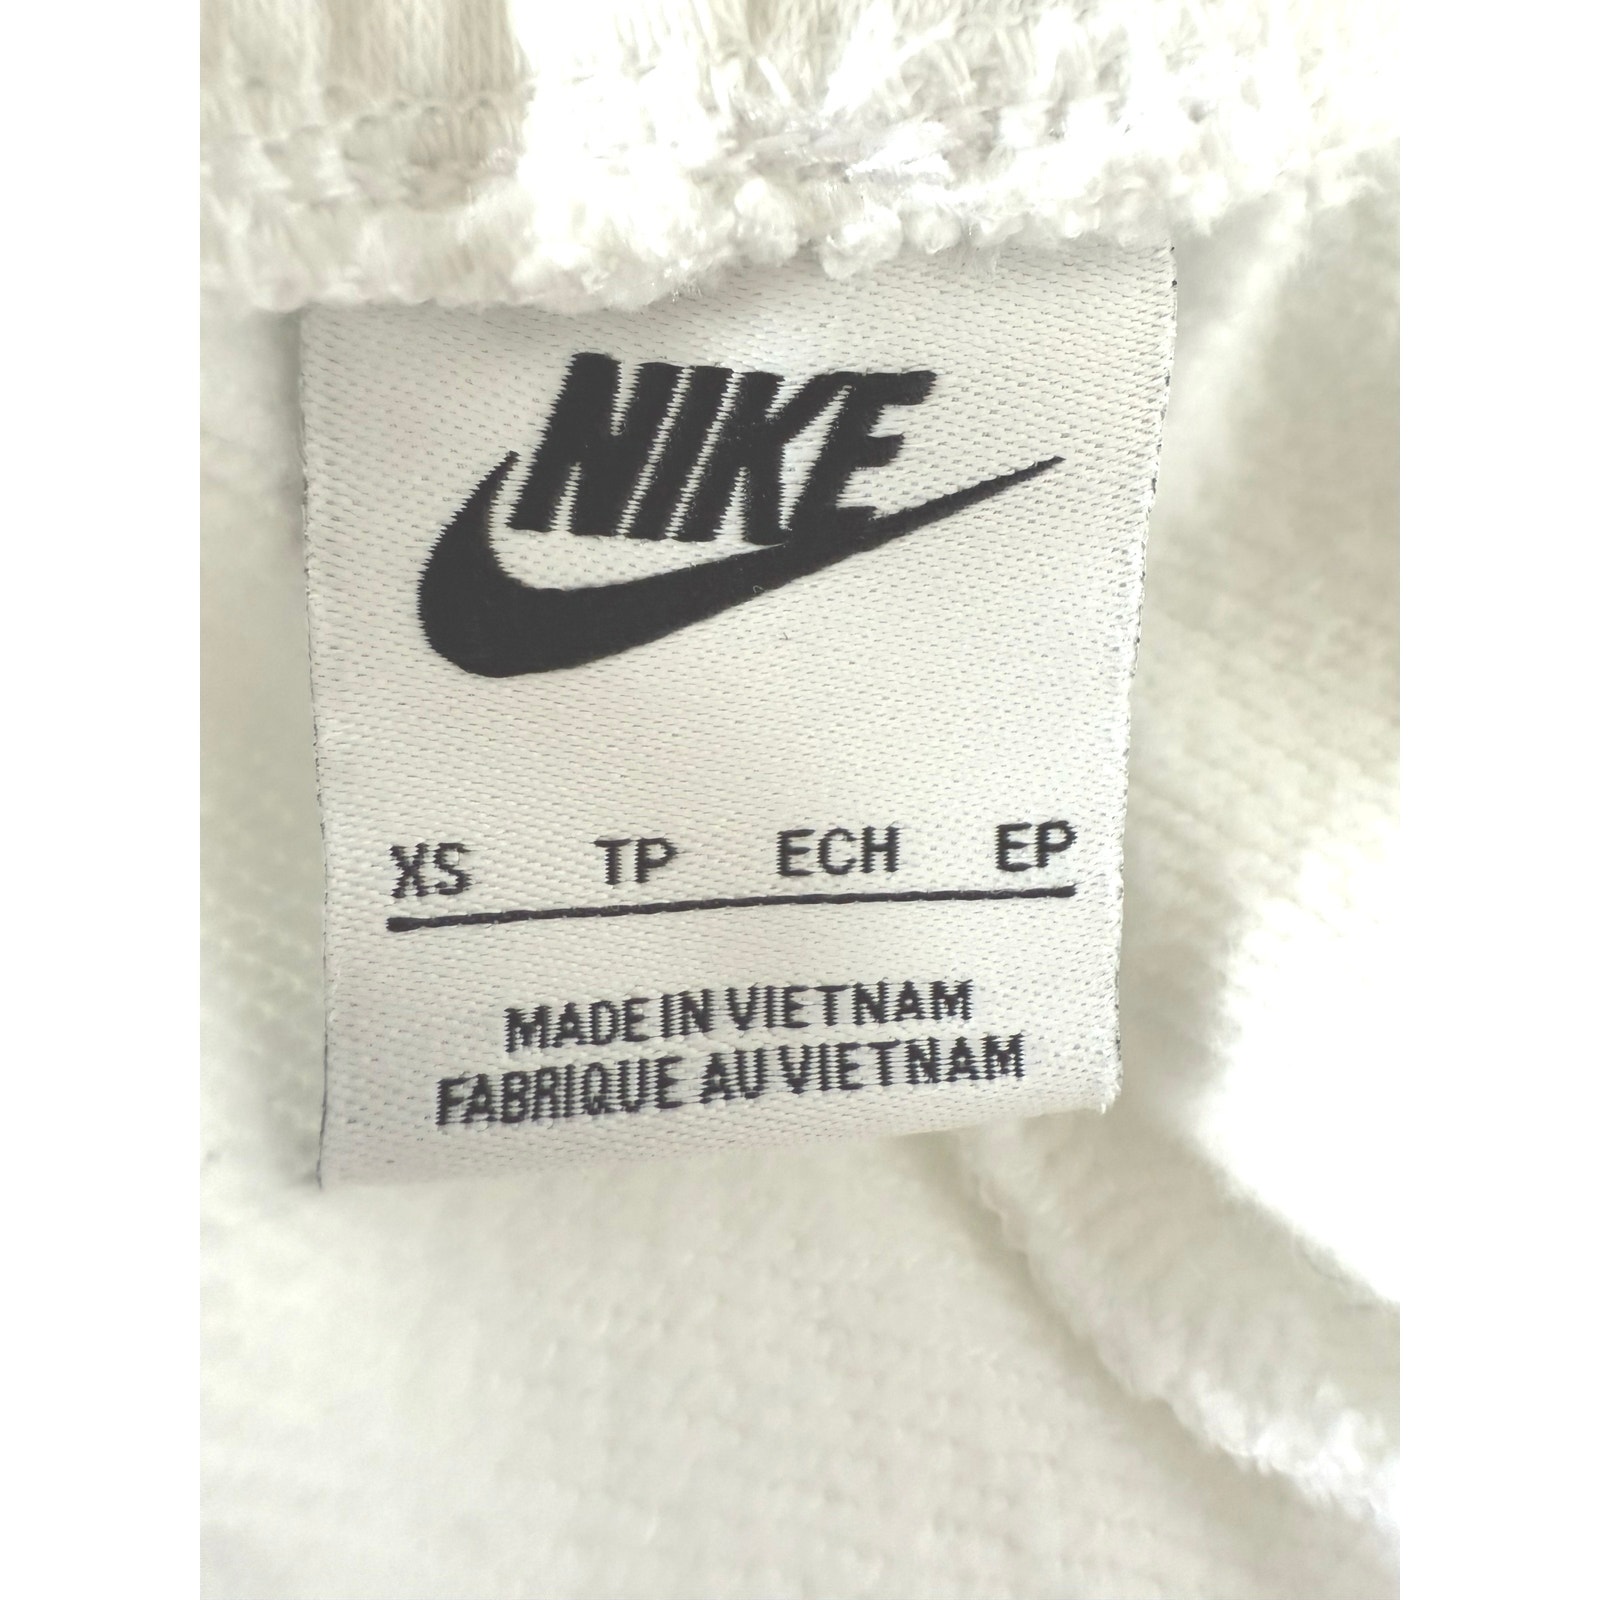 NIKE
XS TP ECH EP
MADE IN VIETNAM
FABRIQUE AU VIETNAM